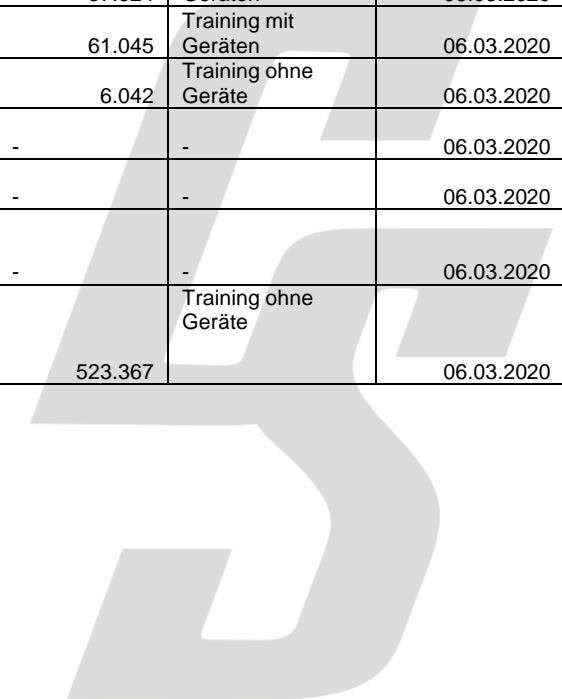 Training mit
61.045 Geräten 06.03.2020
Training ohne
6.042 Geräte 06.03.2020
- - 06.03.2020
- - 06.03.2020
- - 06.03.2020
Training ohne
Geräte
523.367 06.03.2020